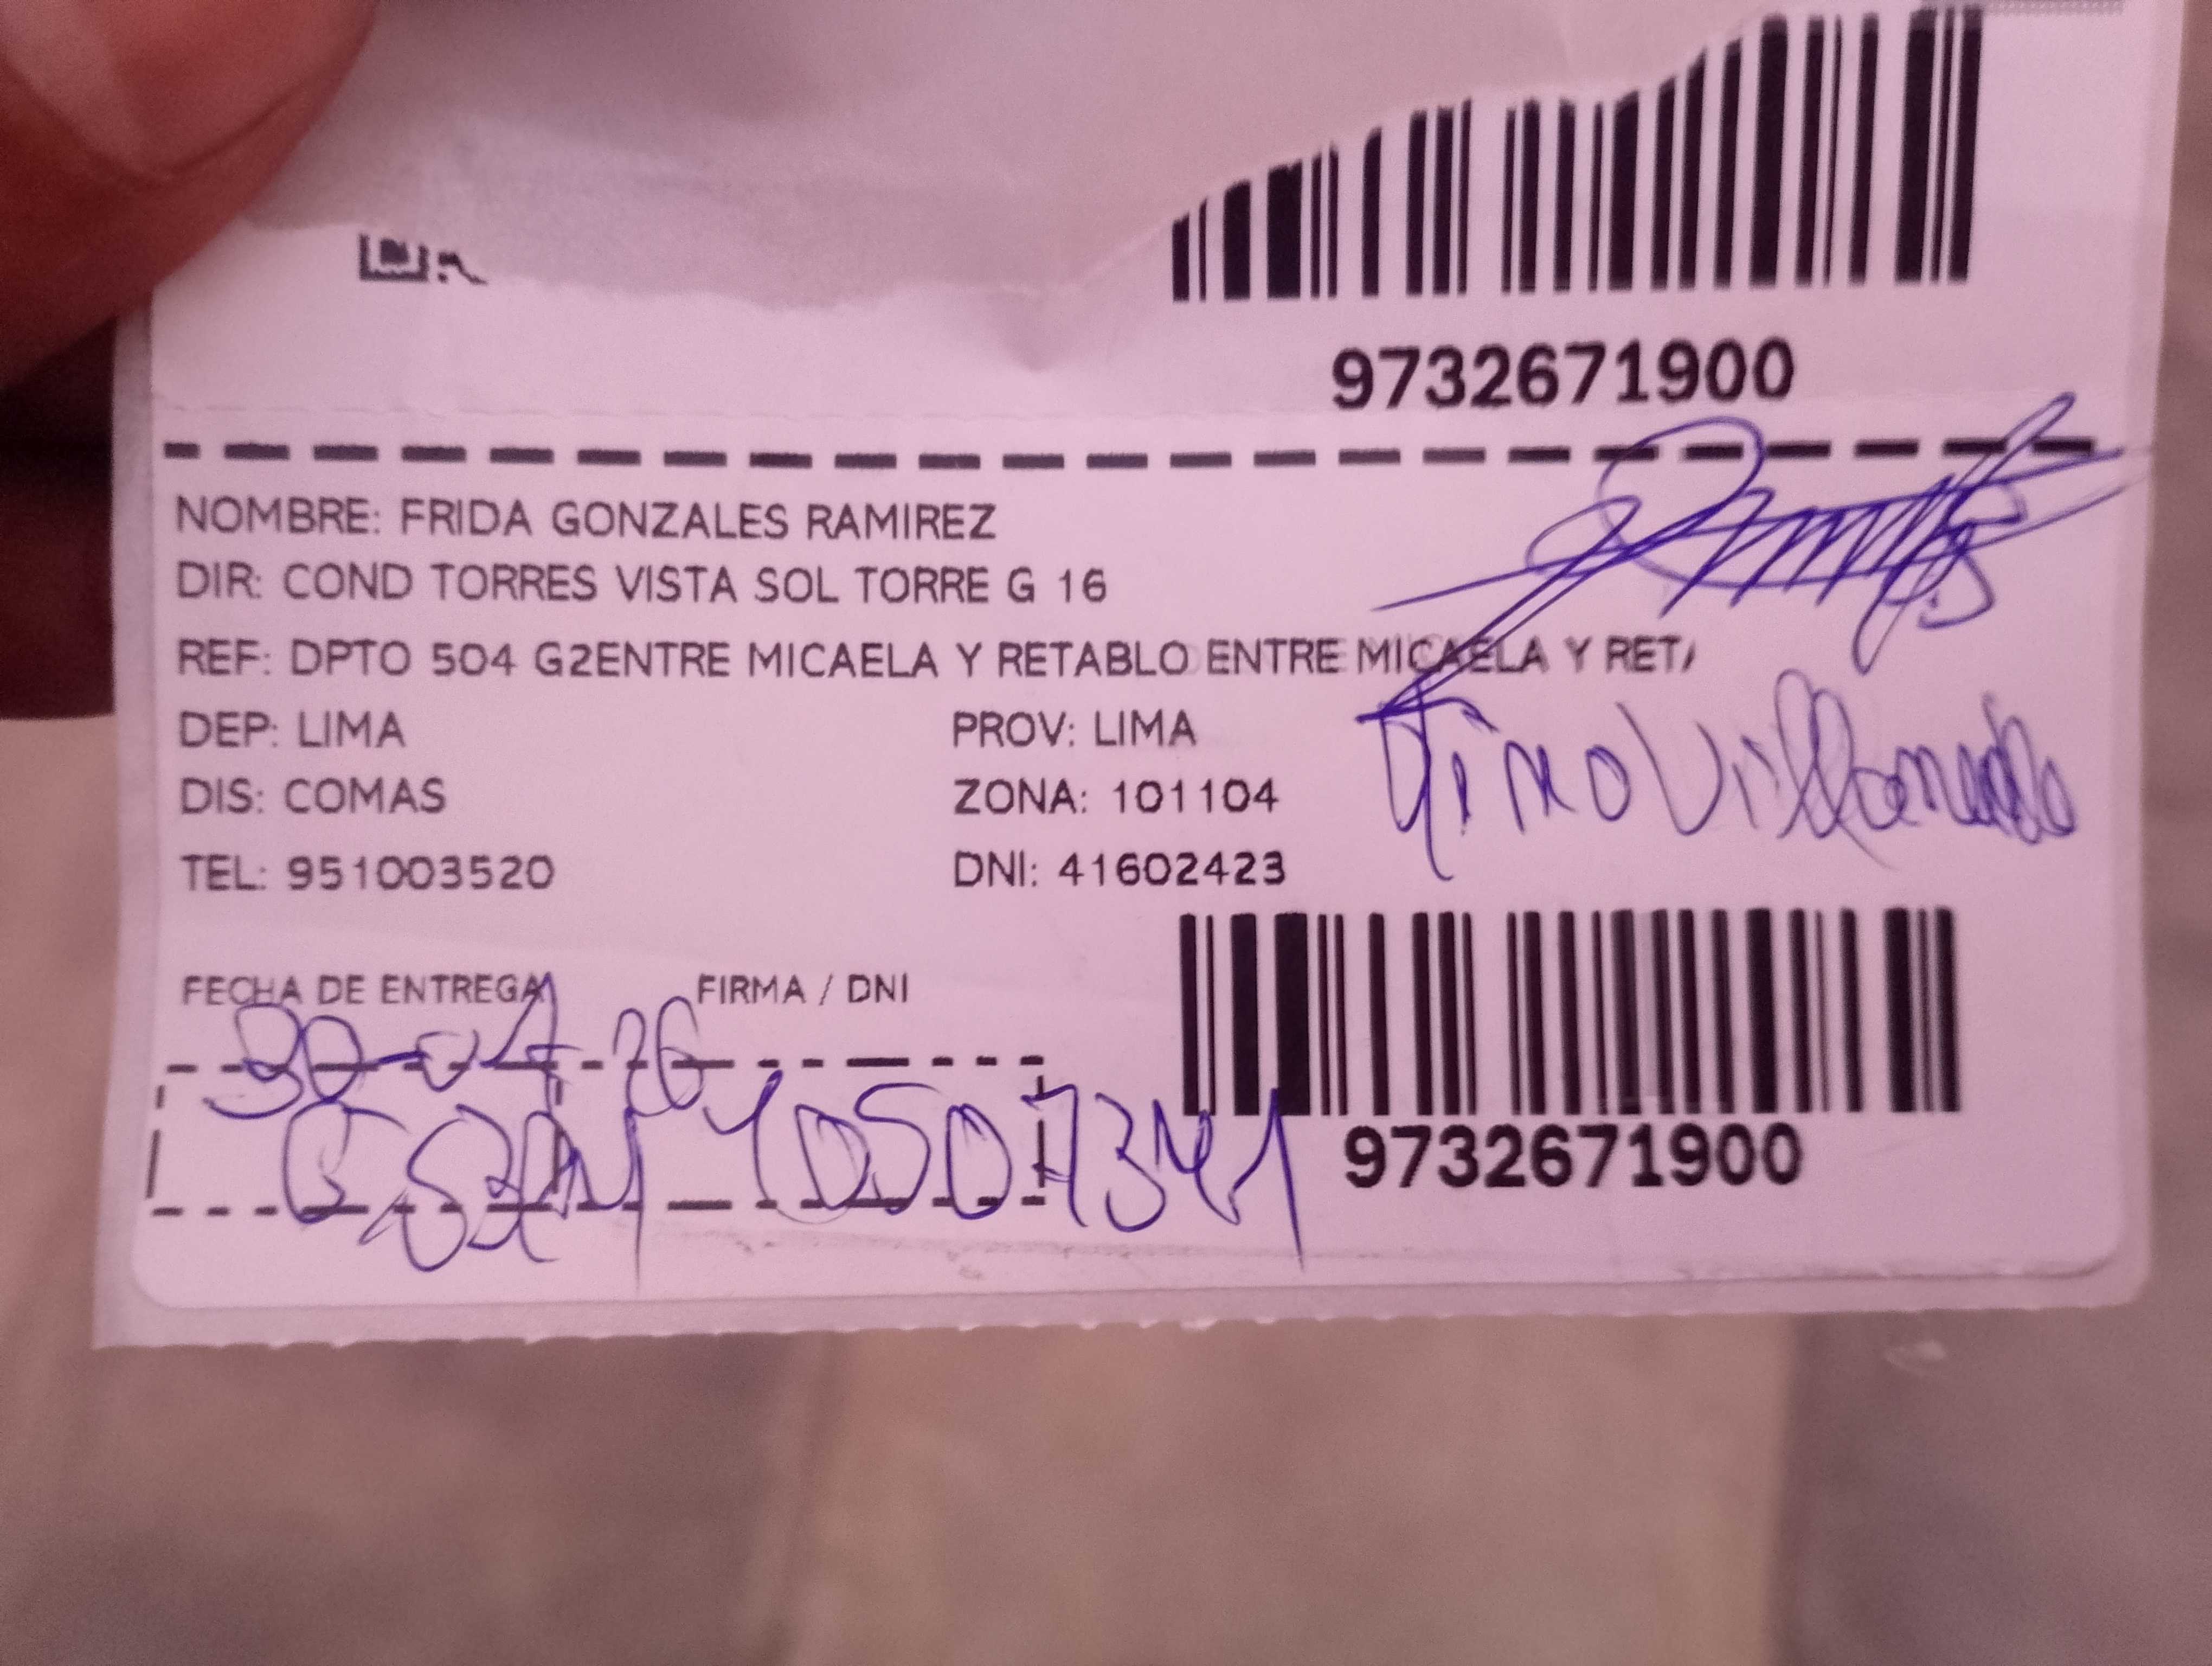 9732671900
NOMBRE: FRIDA GONZALES RAMIREZ
DIR: COND TORRES VISTA SOL TORRE G 16
REF: DPTO 504 G2ENTRE MICAELA Y RETABLO ENTRE MICAELA Y RET
DEP: LIMA
PROV: LIMA
DIS: COMAS
ZONA: 101104
TEL: 951003520
DNI: 41602423
FECHA DE ENTREGA
FIRMA / DNI
30-04-26
40507341
9732671900